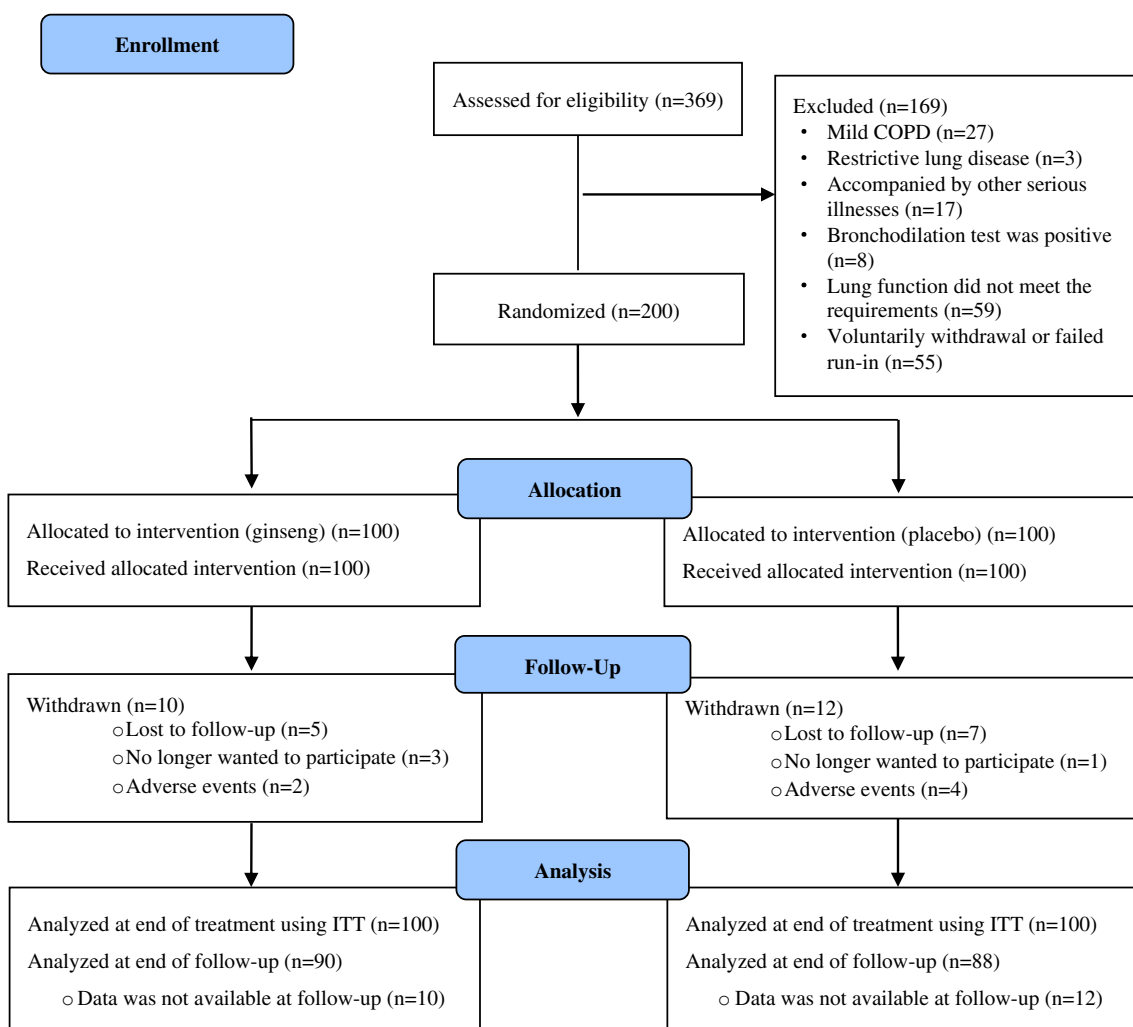 Enrollment
Assessed for eligibility (n=369)
Excluded (n=169)
• Mild COPD (n=27)
• Restrictive lung disease (n=3)
• Accompanied by other serious
illnesses (n=17)
• Bronchodilation test was positive
(n=8)
• Lung function did not meet the
requirements (n=59)
• Voluntarily withdrawal or failed
run-in (n=55)
Randomized (n=200)
Allocation
Allocated to intervention (ginseng) (n=100)
Received allocated intervention (n=100)
Allocated to intervention (placebo) (n=100)
Received allocated intervention (n=100)
Follow-Up
Withdrawn (n=10)
○ Lost to follow-up (n=5)
○ No longer wanted to participate (n=3)
○ Adverse events (n=2)
Withdrawn (n=12)
○ Lost to follow-up (n=7)
○ No longer wanted to participate (n=1)
○ Adverse events (n=4)
Analysis
Analyzed at end of treatment using ITT (n=100)
Analyzed at end of follow-up (n=90)
○ Data was not available at follow-up (n=10)
Analyzed at end of treatment using ITT (n=100)
Analyzed at end of follow-up (n=88)
○ Data was not available at follow-up (n=12)